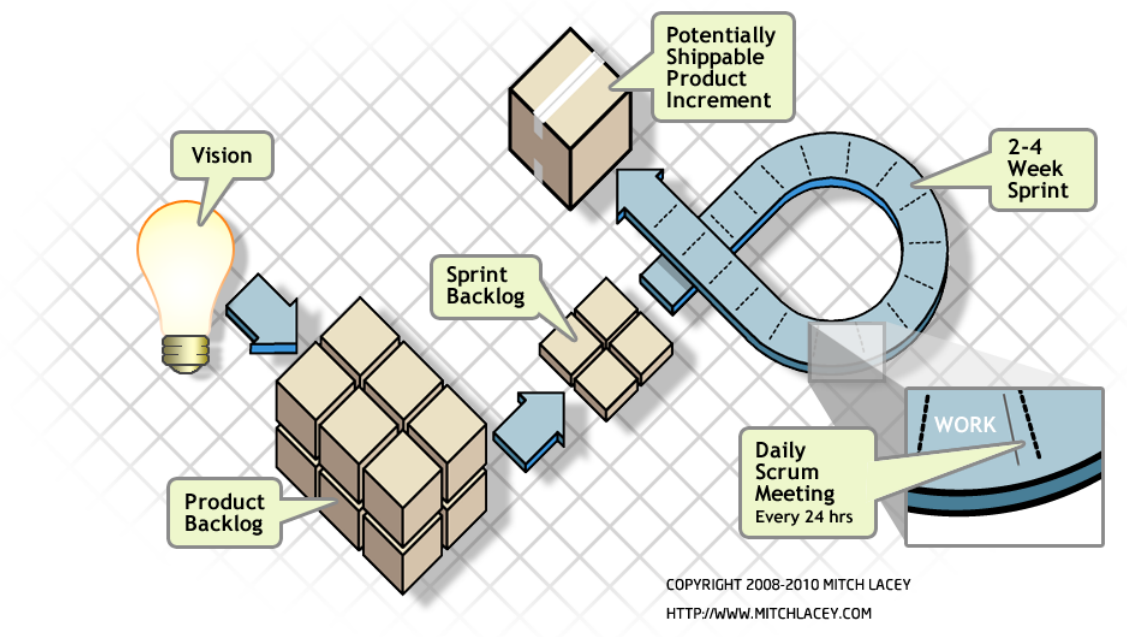 Potentially
Shippable
Product
Increment
Vision
2-4
Week
Sprint
Sprint
Backlog
WORK
Daily
Scrum
Meeting
Every 24 hrs
Product
Backlog
COPYRIGHT 2008-2010 MITCH LACEY
HTTP://WWW.MITCHLACEY.COM